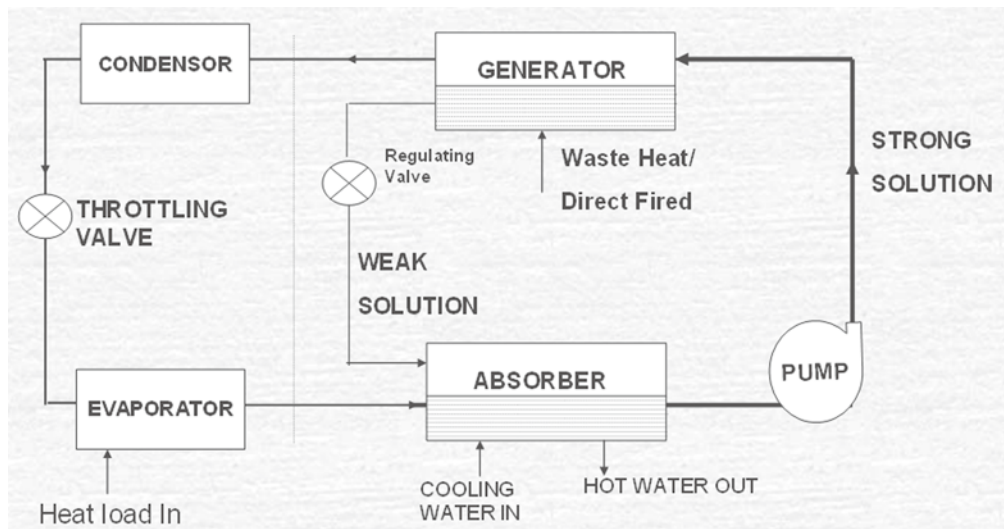 CONDENSOR
GENERATOR
Regulating
Valve
Waste Heat/
Direct Fired
STRONG
SOLUTION
THROTTLING
VALVE
WEAK
SOLUTION
PUMP
ABSORBER
EVAPORATOR
COOLING
WATER IN
HOT WATER OUT
Heat load In